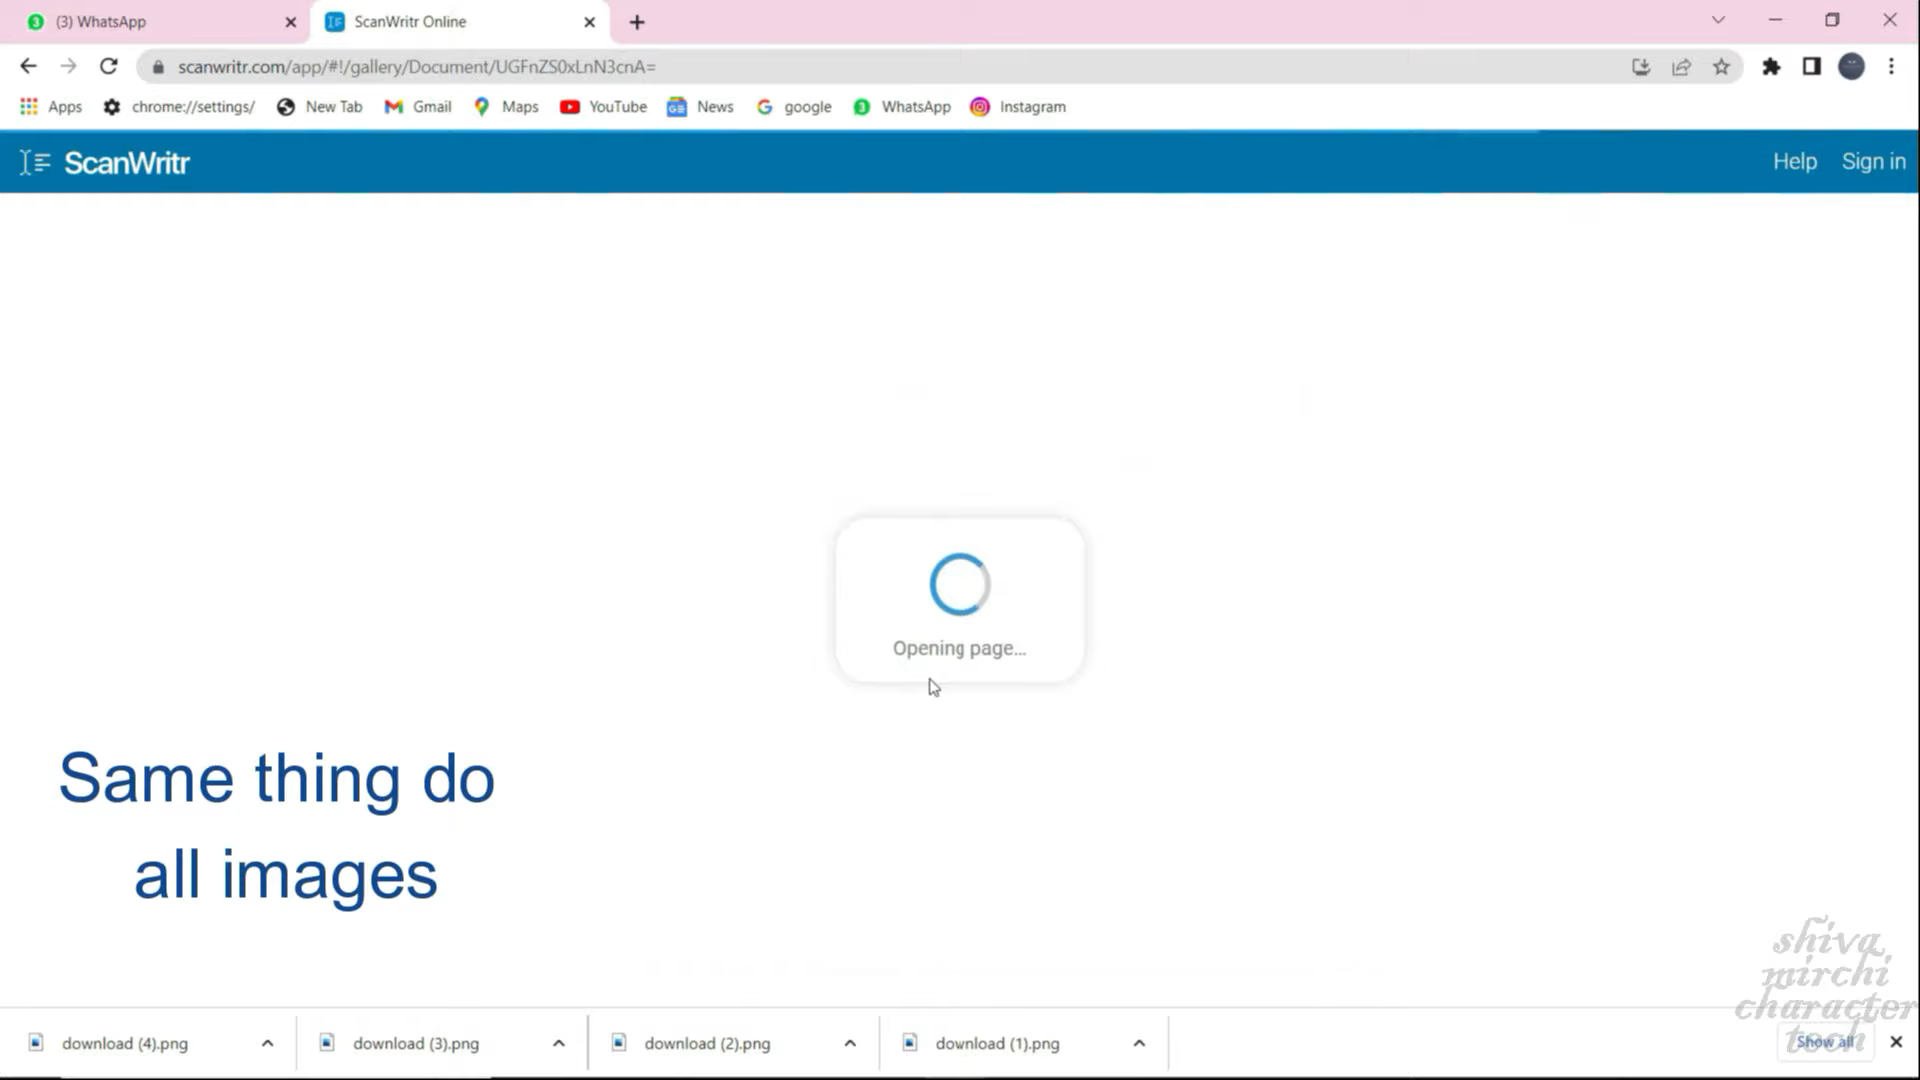 (3) WhatsApp
ScanWritr Online
scanwritr.com/app/#!/gallery/Document/UGFnZS0xLnN3cnA=
Apps chrome://settings/ New Tab Gmail Maps YouTube News google WhatsApp Instagram
ScanWritr
Help Sign in
Opening page...
Same thing do
all images
shiva
mirchi
character
tech
download (4).png download (3).png download (2).png download (1).png Show all